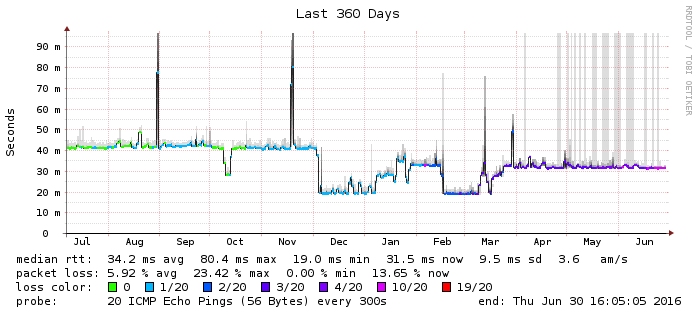 Last 360 Days
RRDTOOL / TOBI OETIKER
Seconds
90 m
80 m
70 m
60 m
50 m
40 m
30 m
20 m
10 m
0
Jul Aug Sep Oct Nov Dec Jan Feb Mar Apr May Jun
median rtt: 34.2 ms avg 80.4 ms max 19.0 ms min 31.5 ms now 9.5 ms sd 3.6 am/s
packet loss: 5.92 % avg 23.42 % max 0.00 % min 13.65 % now
loss color: 0 1/20 2/20 3/20 4/20 10/20 19/20
probe: 20 ICMP Echo Pings (56 Bytes) every 300s end: Thu Jun 30 16:05:05 2016